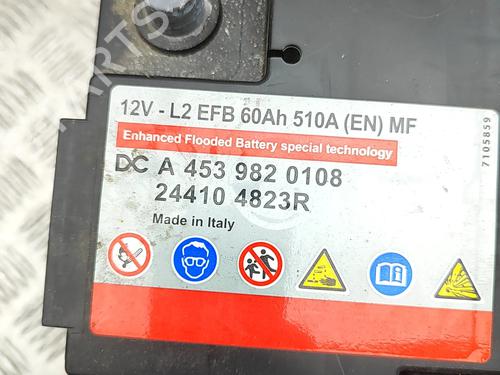 12V - L2 EFB 60Ah 510A (EN) MF
Enhanced Flooded Battery special technology
DC A 453 982 0108
24410 4823R
Made in Italy
7105859
PARTS